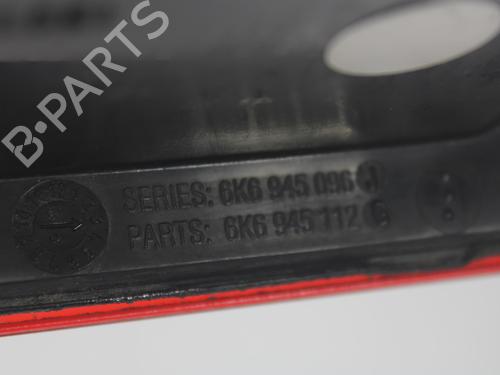 B-PARTS
SERIES: 6K6 945 096 J
PARTS: 6K6 945 112 G